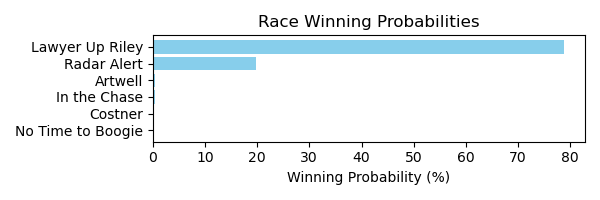 Race Winning Probabilities
Lawyer Up Riley
Radar Alert
Artwell
In the Chase
Costner
No Time to Boogie
0 10 20 30 40 50 60 70 80
Winning Probability (%)